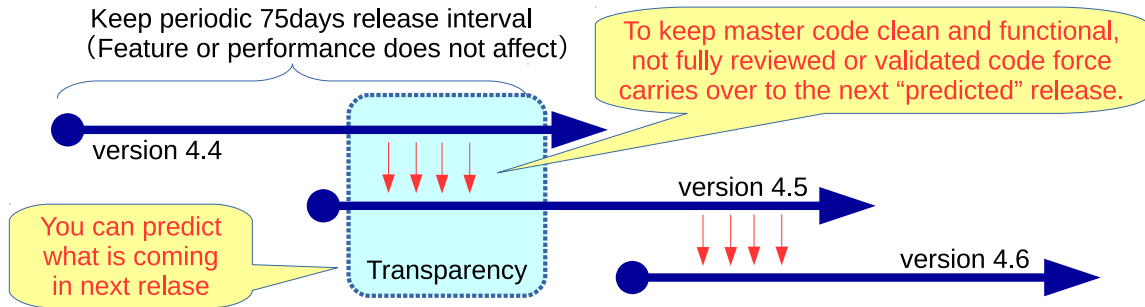 Keep periodic 75days release interval
（Feature or performance does not affect）
To keep master code clean and functional,
not fully reviewed or validated code force
carries over to the next “predicted” release.
version 4.4
version 4.5
You can predict
what is coming
in next relase
Transparency
version 4.6